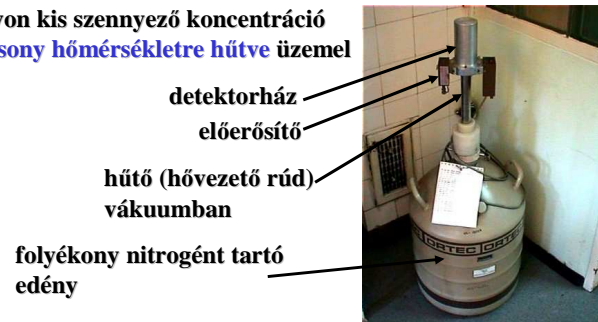 yon kis szennyező koncentráció
sony hőmérsékletre hűtve üzemel
detektorház
előerősítő
hűtő (hővezető rúd)
vákuumban
folyékony nitrogént tartó
edény
ORTEC ORTEC